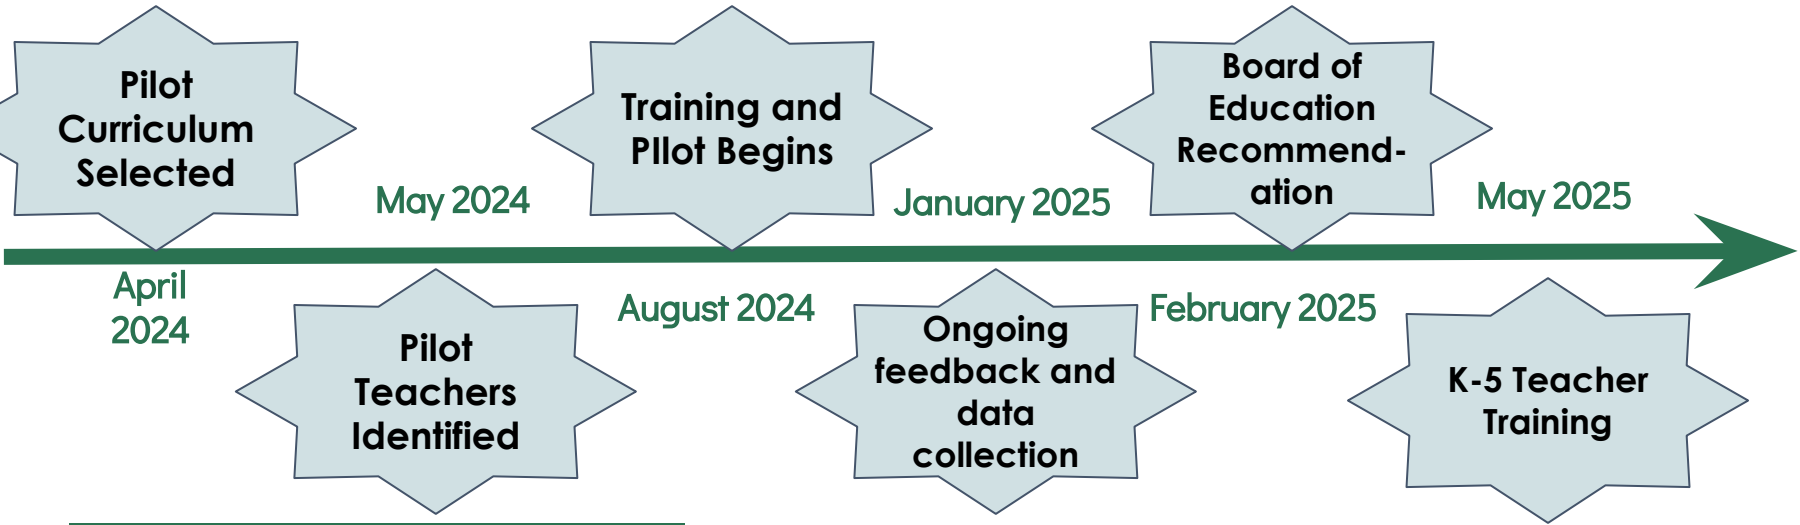 Pilot
Curriculum
Selected
April
2024
May 2024
Pilot
Teachers
Identified
Training and
PIlot Begins
August 2024
January 2025
Ongoing
feedback and
data
collection
Board of
Education
Recommend-
ation
February 2025
May 2025
K-5 Teacher
Training